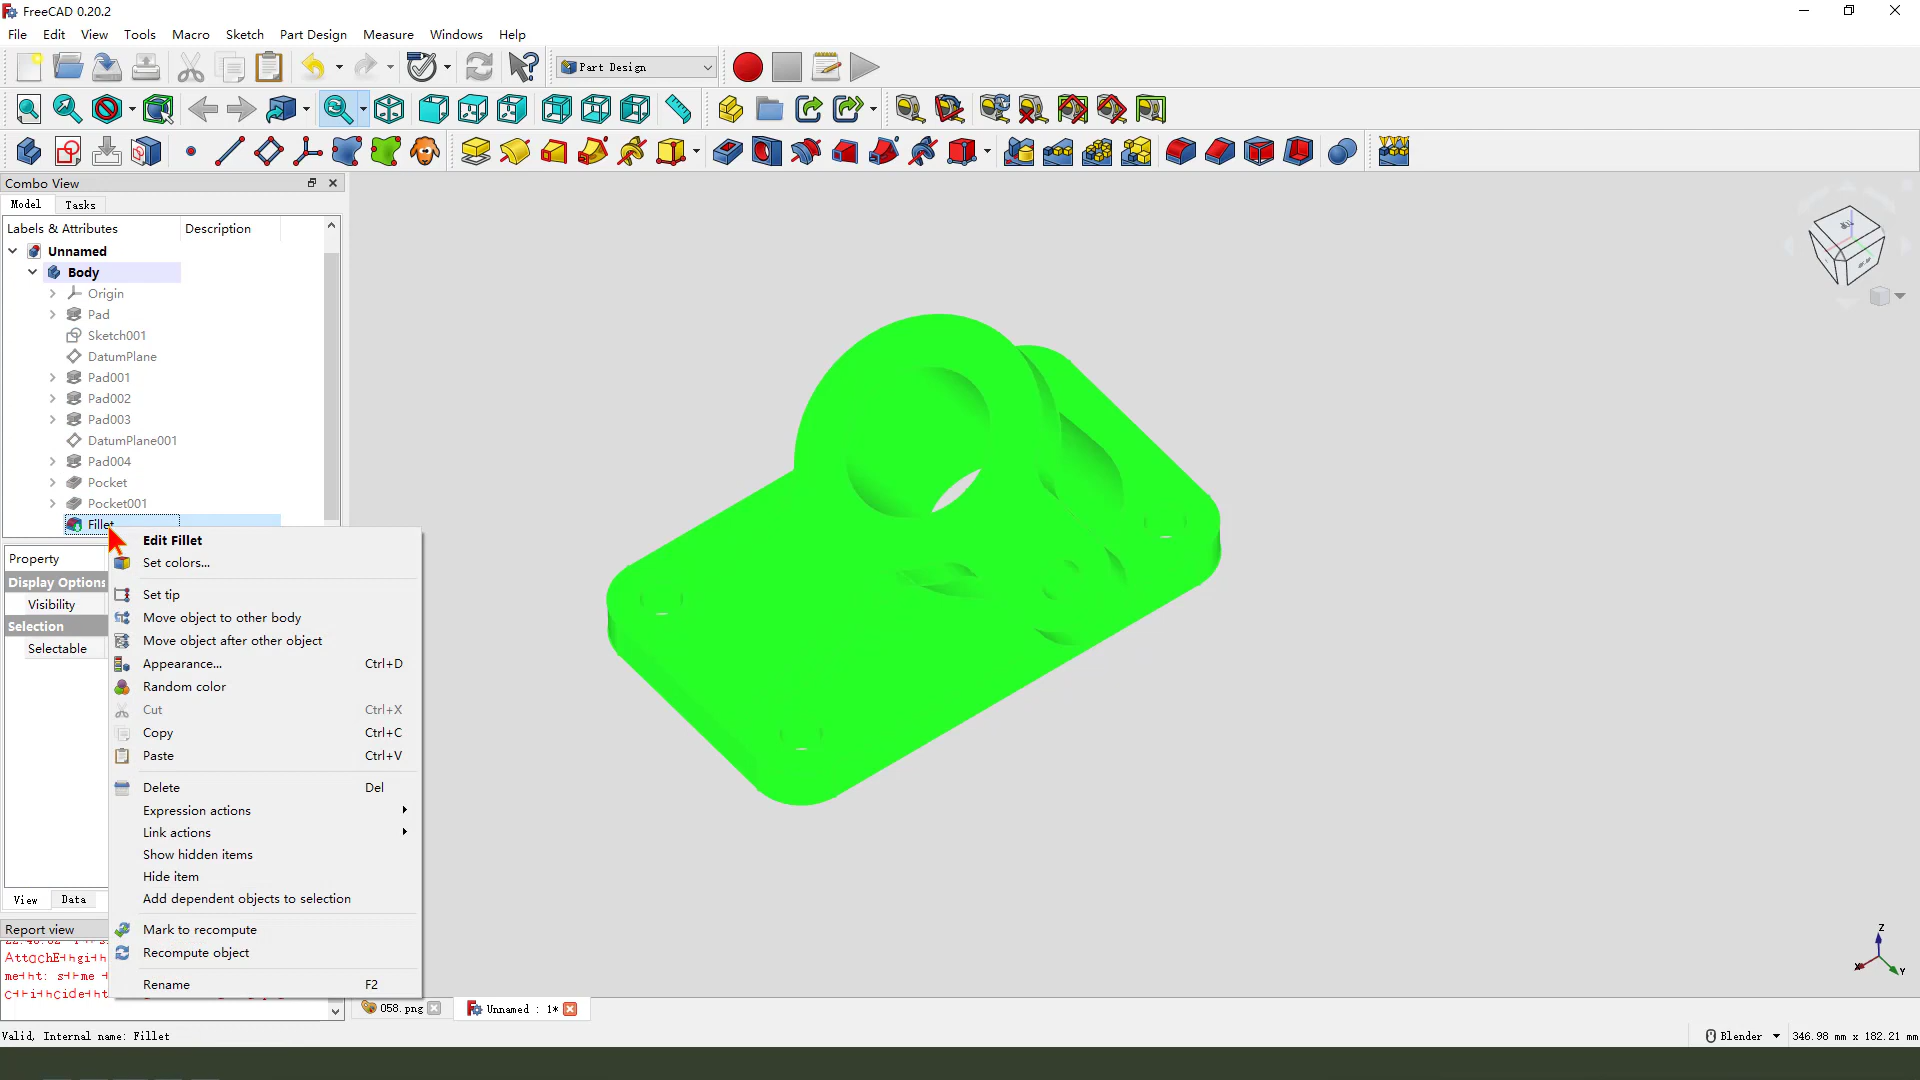 FreeCAD 0.20.2
File Edit View Tools Macro Sketch Part Design Measure Windows Help
Part Design
Combo View
Model Tasks
Labels & Attributes Description
Unnamed
Body
Origin
Pad
Sketch001
DatumPlane
Pad001
Pad002
Pad003
DatumPlane001
Pad004
Pocket
Pocket001
Fillet
Property
Display Options
Visibility
Selection
Selectable
Edit Fillet
Set colors...
Set tip
Move object to other body
Move object after other object
Appearance... Ctrl+D
Random color
Cut Ctrl+X
Copy Ctrl+C
Paste Ctrl+V
Delete Del
Expression actions
Link actions
Show hidden items
Hide item
Add dependent objects to selection
Mark to recompute
Recompute object
Rename F2
View Data
Report view
058.png
Unnamed : 1*
Z
X
Y
Valid, Internal name: Fillet
Blender
346.98 mm x 182.21 mm